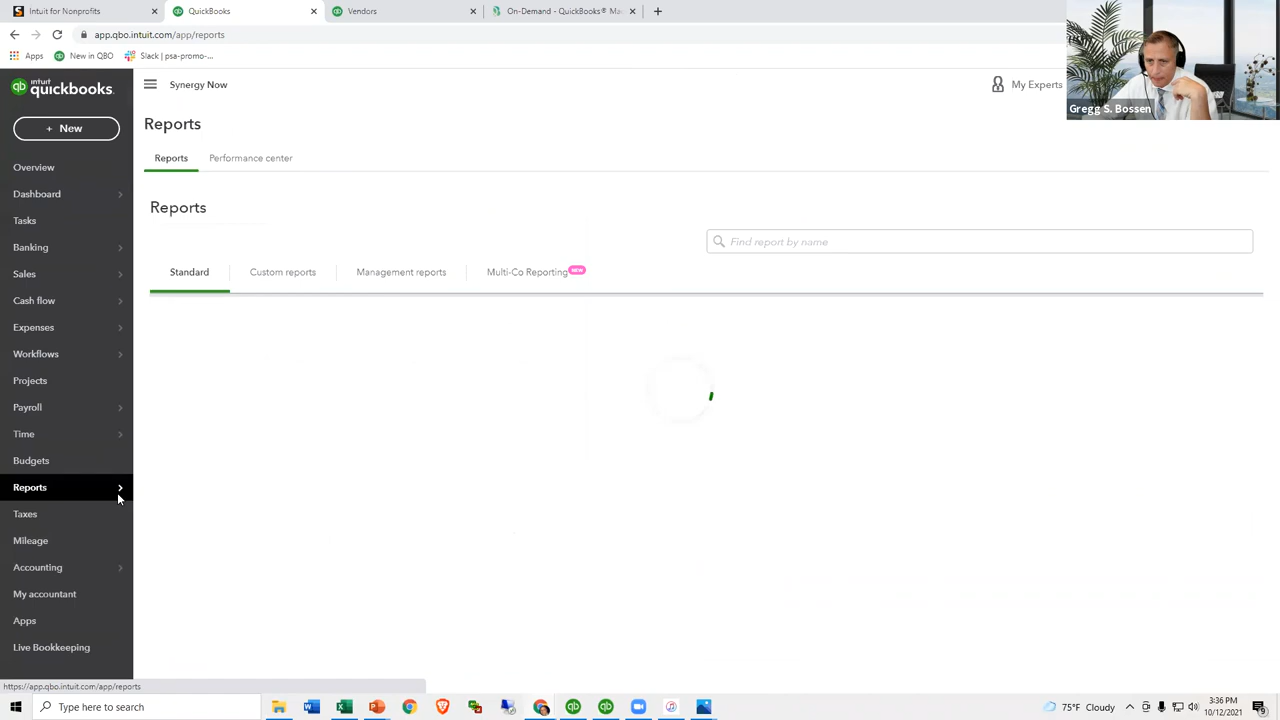 Intuit for Nonprofits
QuickBooks
Vendors
On-Demand - QuickBooks® Ma
app.qbo.intuit.com/app/reports
Apps
New in QBO
Slack | psa-promo-...
intuit quickbooks.
Synergy Now
My Experts
Gregg S. Bossen
+ New
Reports
Reports
Performance center
Overview
Dashboard
Tasks
Banking
Sales
Cash flow
Expenses
Workflows
Projects
Payroll
Time
Budgets
Reports
Taxes
Mileage
Accounting
My accountant
Apps
Live Bookkeeping
Reports
Find report by name
Standard
Custom reports
Management reports
Multi-Co Reporting NEW
https://app.qbo.intuit.com/app/reports
Type here to search
75°F Cloudy
3:36 PM
10/12/2021